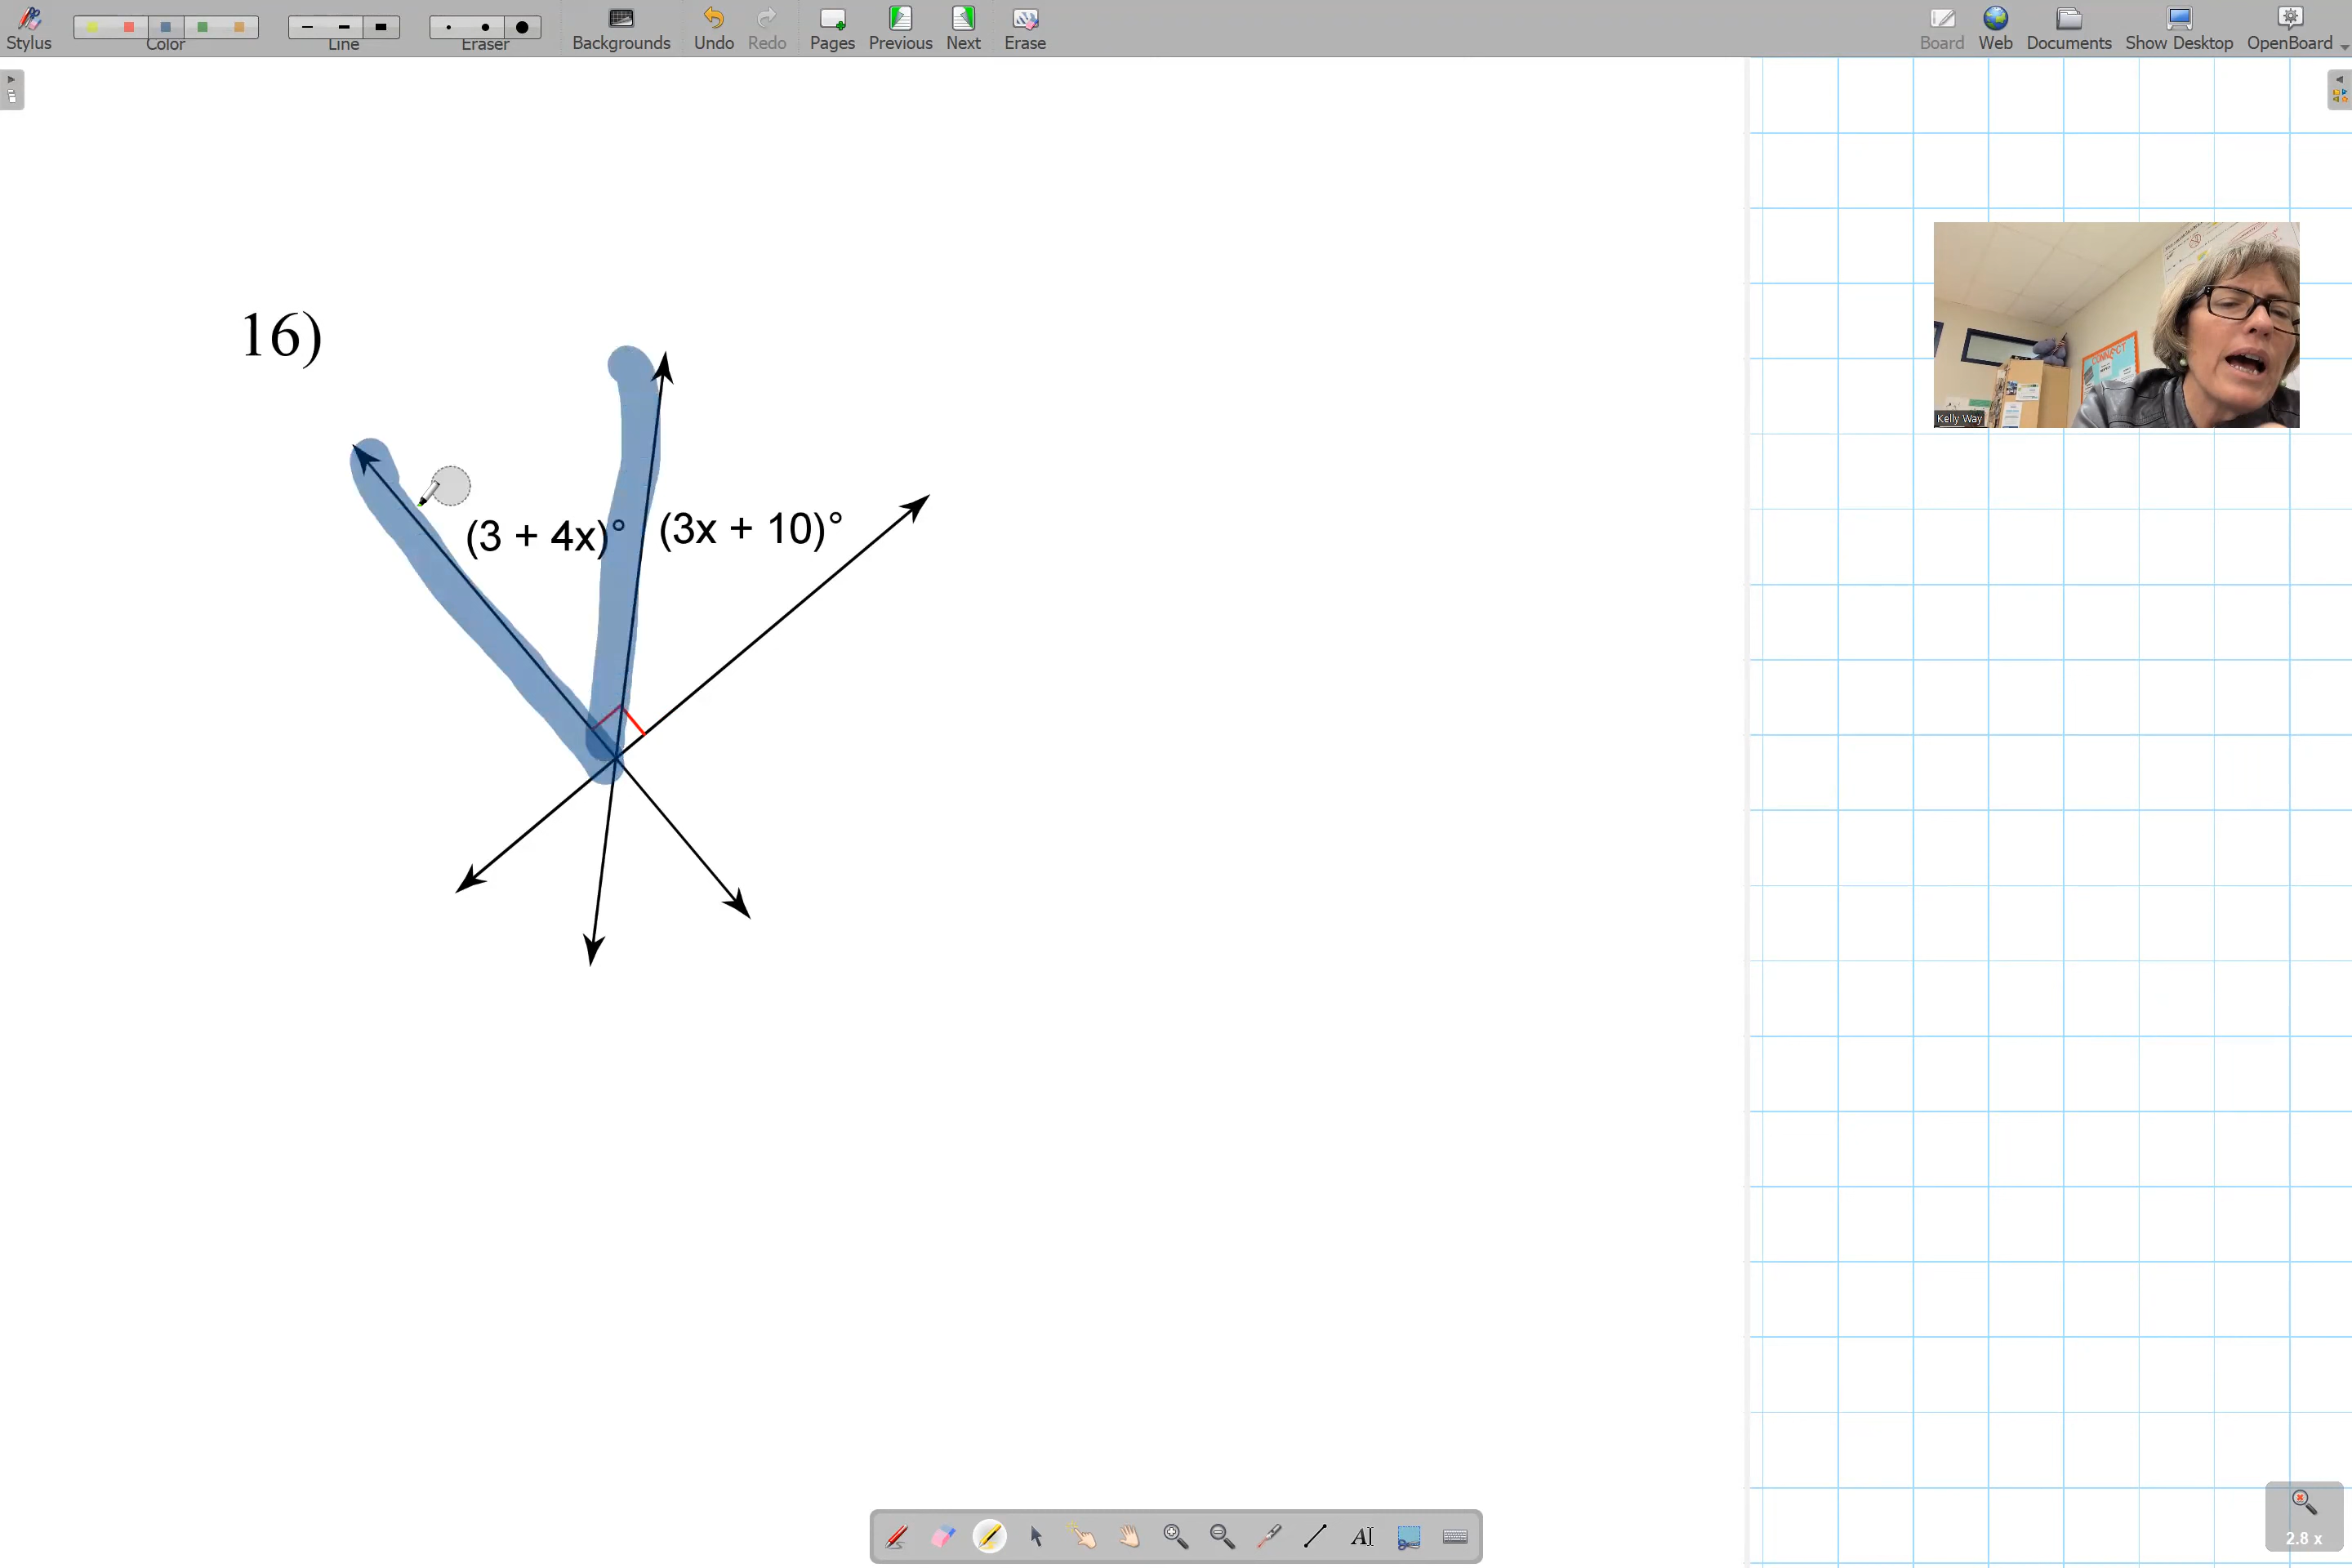 Stylus Color Line Eraser Backgrounds Undo Redo Pages Previous Next Erase Board Web Documents Show Desktop OpenBoard
16)
CONNECT
Kelly Way
(3 + 4x)° (3x + 10)°
2.8 x